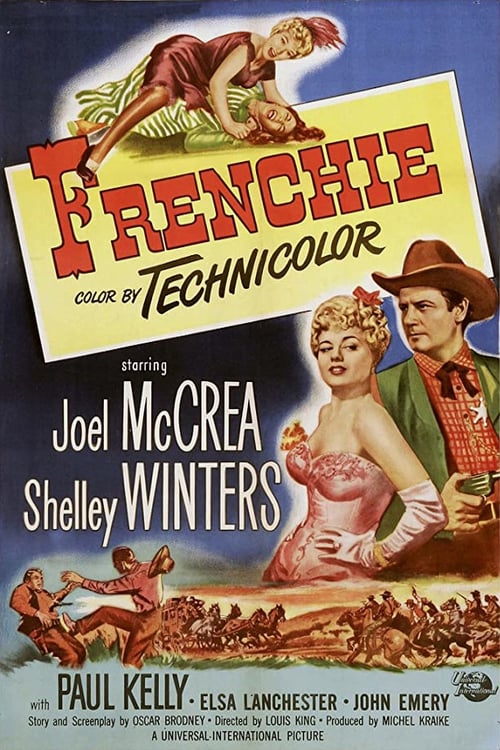 FRENCHIE
COLOR BY TECHNICOLOR
starring
Joel McCREA
Shelley WINTERS
with PAUL KELLY · ELSA LANCHESTER · JOHN EMERY
Story and Screenplay by OSCAR BRODNEY · Directed by LOUIS KING · Produced by MICHEL KRAIKE
A UNIVERSAL-INTERNATIONAL PICTURE
Universal
International